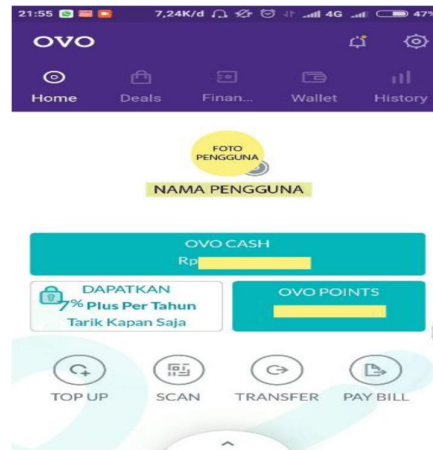 21:55 7,24K/d 4G 47%
OVO
Home Deals Finan... Wallet History
FOTO
PENGGUNA
NAMA PENGGUNA
OVO CASH
Rp
DAPATKAN
7% Plus Per Tahun
Tarik Kapan Saja
OVO POINTS
TOP UP SCAN TRANSFER PAY BILL